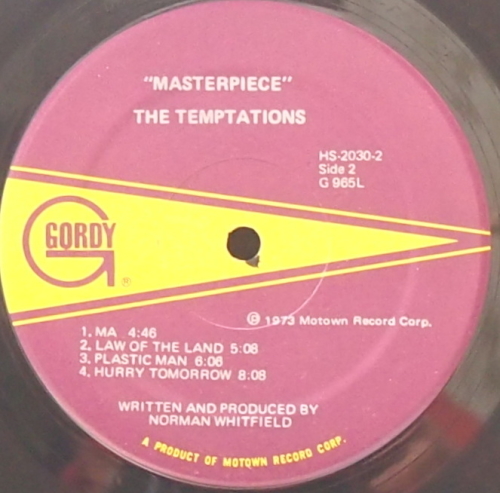 "MASTERPIECE"
THE TEMPTATIONS
HS-2030-2
Side 2
G 965L
GORDY
®
℗ 1973 Motown Record Corp.
1. MA 4:46
2. LAW OF THE LAND 5:08
3. PLASTIC MAN 6:06
4. HURRY TOMORROW 8:08
WRITTEN AND PRODUCED BY
NORMAN WHITFIELD
A PRODUCT OF MOTOWN RECORD CORP.